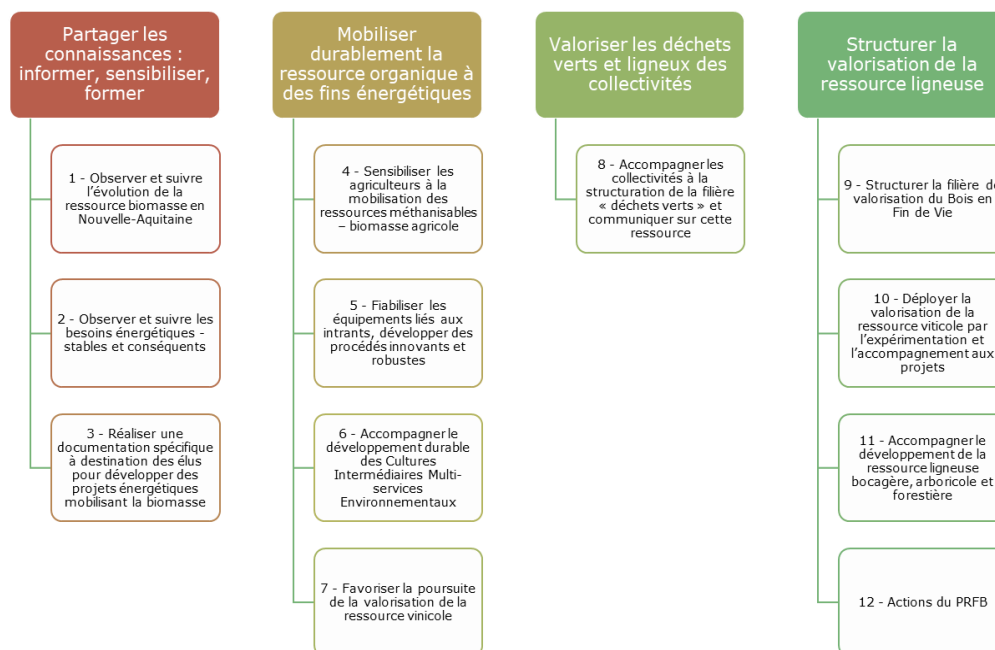 Partager les
connaissances :
informer, sensibiliser,
former
1 - Observer et suivre
l'évolution de la
ressource biomasse en
Nouvelle-Aquitaine
2 - Observer et suivre les
besoins énergétiques -
stables et conséquents
3 - Réaliser une
documentation spécifique
à destination des élus
pour développer des
projets énergétiques
mobilisant la biomasse
Mobiliser
durablement la
ressource organique à
des fins énergétiques
4 - Sensibiliser les
agriculteurs à la
mobilisation des
ressources méthanisables
– biomasse agricole
5 - Fiabiliser les
équipements liés aux
intrants, développer des
procédés innovants et
robustes
6 - Accompagner le
développement durable
des Cultures
Intermédiaires Multi-
services
Environnementaux
7 - Favoriser la poursuite
de la valorisation de la
ressource vinicole
Valoriser les déchets
verts et ligneux des
collectivités
8 - Accompagner les
collectivités à la
structuration de la filière
« déchets verts » et
communiquer sur cette
ressource
Structurer la
valorisation de la
ressource ligneuse
9 - Structurer la filière de
valorisation du Bois en
Fin de Vie
10 - Déployer la
valorisation de la
ressource viticole par
l'expérimentation et
l'accompagnement aux
projets
11 - Accompagner le
développement de la
ressource ligneuse
bocagère, arboricole et
forestière
12 - Actions du PRFB